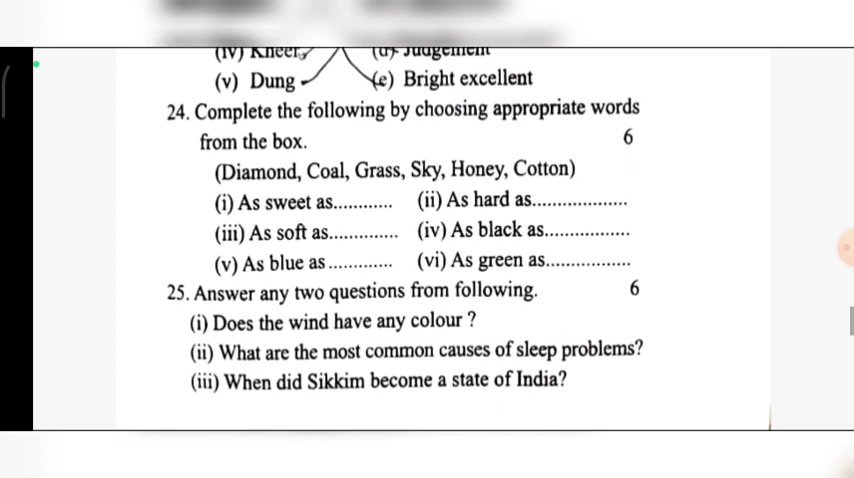 (iv) Kneer (d) Judgement
(v) Dung (e) Bright excellent
24. Complete the following by choosing appropriate words
from the box. 6
(Diamond, Coal, Grass, Sky, Honey, Cotton)
(i) As sweet as............ (ii) As hard as...................
(iii) As soft as.............. (iv) As black as.................
(v) As blue as ............. (vi) As green as.................
25. Answer any two questions from following. 6
(i) Does the wind have any colour ?
(ii) What are the most common causes of sleep problems?
(iii) When did Sikkim become a state of India?